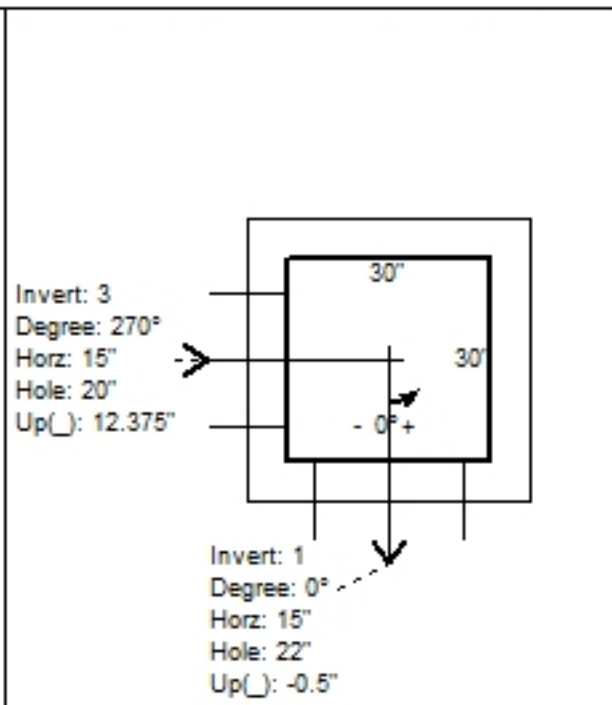 30"
Invert: 3
Degree: 270°
Horz: 15"
Hole: 20"
Up(_): 12.375"
30"
- 0° +
Invert: 1
Degree: 0°
Horz: 15"
Hole: 22"
Up(_): -0.5"